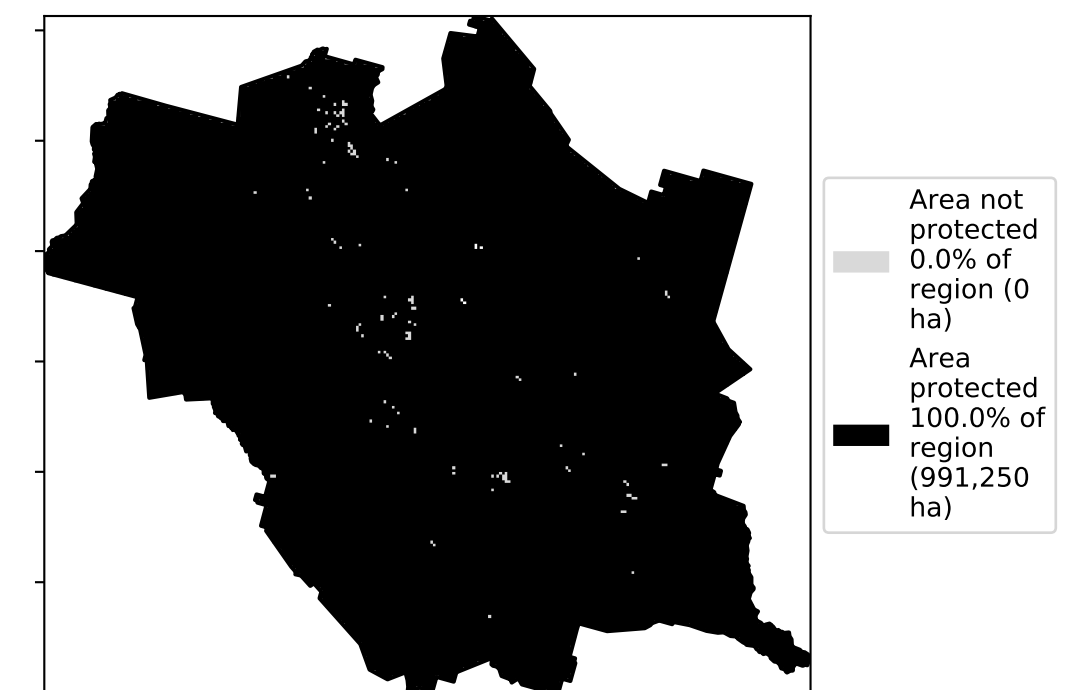 Area not
protected
0.0% of
region (0
ha)
Area
protected
100.0% of
region
(991,250
ha)